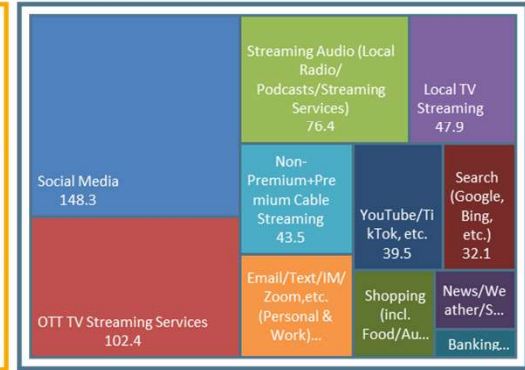 Social Media
148.3
OTT TV Streaming Services
102.4
Streaming Audio (Local
Radio/
Podcasts/Streaming
Services)
76.4
Local TV
Streaming
47.9
Non-
Premium+Pre
mium Cable
Streaming
43.5
YouTube/Ti
kTok, etc.
39.5
Search
(Google,
Bing,
etc.)
32.1
Email/Text/IM/
Zoom,etc.
(Personal &
Work)...
Shopping
(incl.
Food/Au...
News/We
ather/S...
Banking...